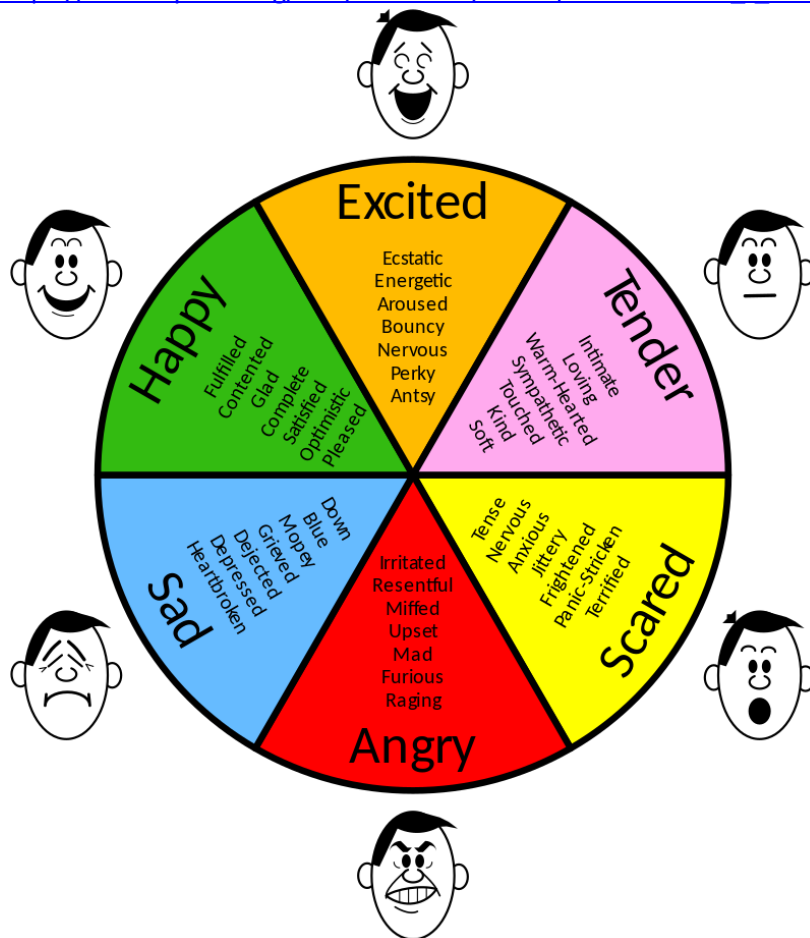 Excited
Ecstatic
Energetic
Aroused
Bouncy
Nervous
Perky
Antsy
Tender
Intimate
Loving
Warm-Hearted
Sympathetic
Touched
Kind
Soft
Scared
Tense
Nervous
Anxious
Jittery
Frightened
Panic-Stricken
Terrified
Angry
Irritated
Resentful
Miffed
Upset
Mad
Furious
Raging
Sad
Down
Blue
Mopey
Grieved
Dejected
Depressed
Heartbroken
Happy
Fulfilled
Contented
Glad
Complete
Satisfied
Optimistic
Pleased